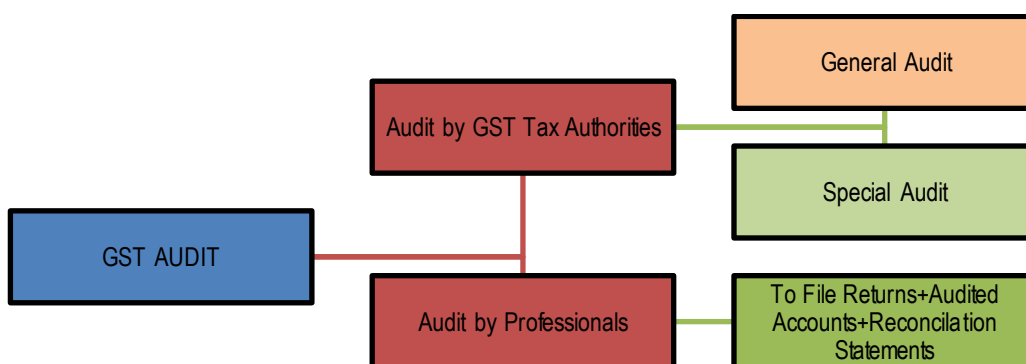 General Audit
Audit by GST Tax Authorities
Special Audit
GST AUDIT
Audit by Professionals
To File Returns+Audited
Accounts+Reconcilation
Statements